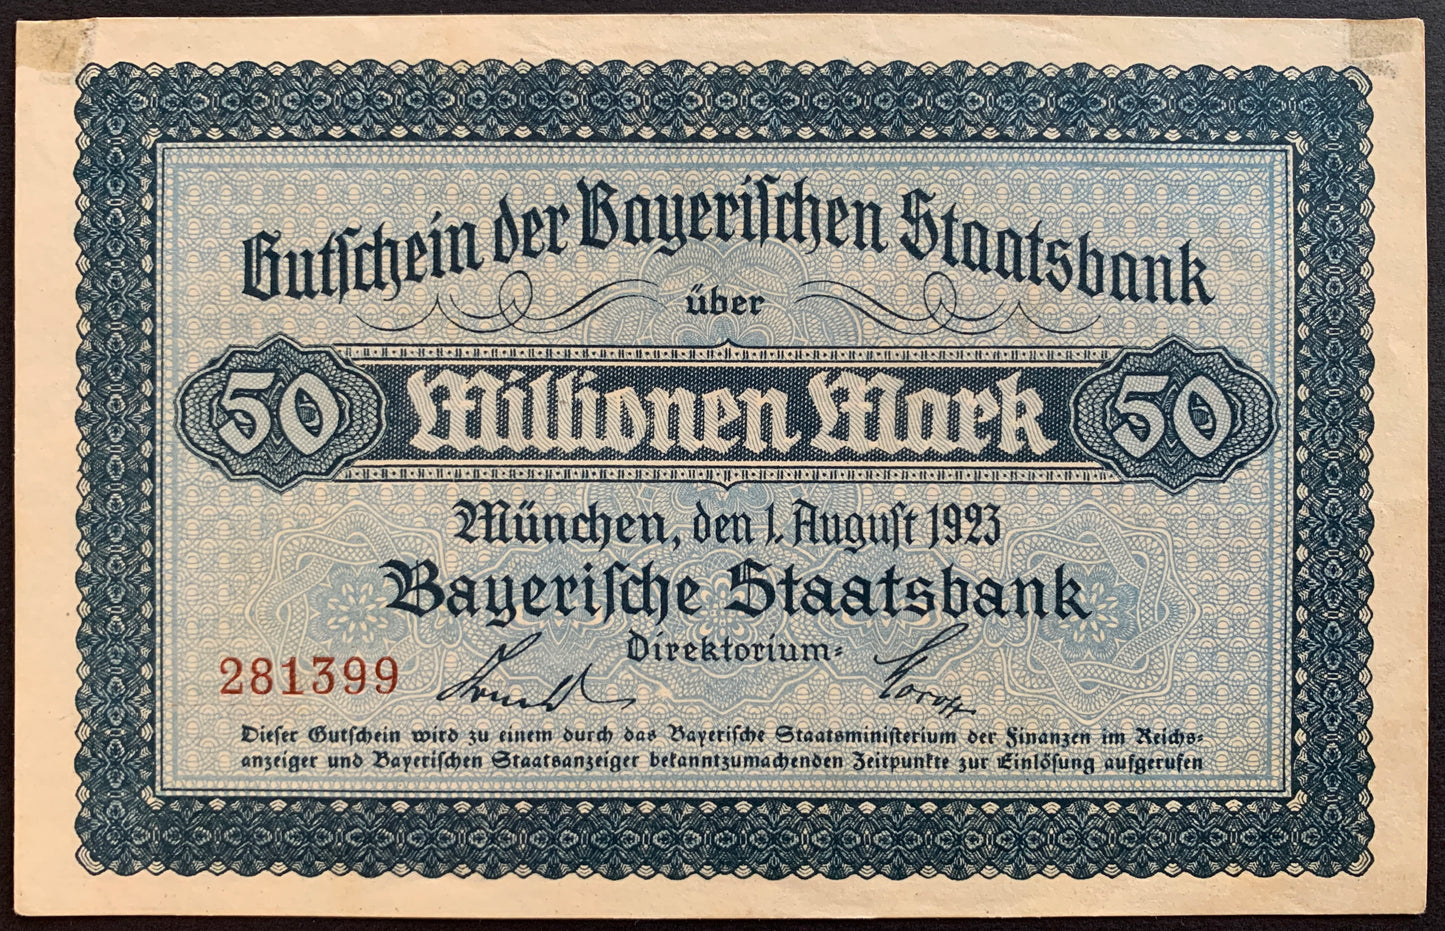 Gutschein der Bayerischen Staatsbank
über
50 Millionen Mark 50
München, den 1. August 1923
Bayerische Staatsbank
Direktorium:
281399
Dieser Gutschein wird zu einem durch das Bayerische Staatsministerium der Finanzen im Reichs-
anzeiger und Bayerischen Staatsanzeiger bekanntzumachenden Zeitpunkte zur Einlösung aufgerufen